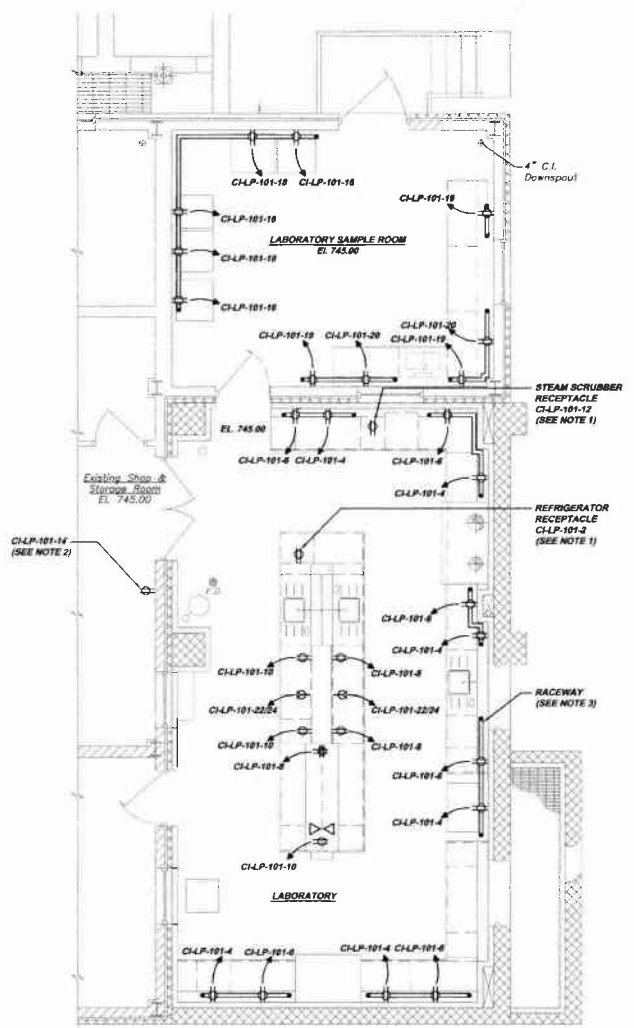 CI-LP-101-18 CI-LP-101-16
4" C.I.
Downspout
CI-LP-101-19
CI-LP-101-16
LABORATORY SAMPLE ROOM
El. 745.00
CI-LP-101-18
CI-LP-101-16
CI-LP-101-19 CI-LP-101-20
CI-LP-101-20
CI-LP-101-19
STEAM SCRUBBER
RECEPTACLE
CI-LP-101-12
(SEE NOTE 1)
EL. 745.00
CI-LP-101-6 CI-LP-101-4
CI-LP-101-6
CI-LP-101-4
Existing Shop &
Storage Room
El. 745.00
REFRIGERATOR
RECEPTACLE
CI-LP-101-2
(SEE NOTE 1)
CI-LP-101-14
(SEE NOTE 2)
F.D.
CI-LP-101-6
CI-LP-101-4
CI-LP-101-10
CI-LP-101-8
CI-LP-101-22/24
CI-LP-101-22/24
RACEWAY
(SEE NOTE 3)
CI-LP-101-10
CI-LP-101-8
CI-LP-101-8
CI-LP-101-6
CI-LP-101-4
CI-LP-101-10
LABORATORY
CI-LP-101-4 CI-LP-101-6
CI-LP-101-4 CI-LP-101-6